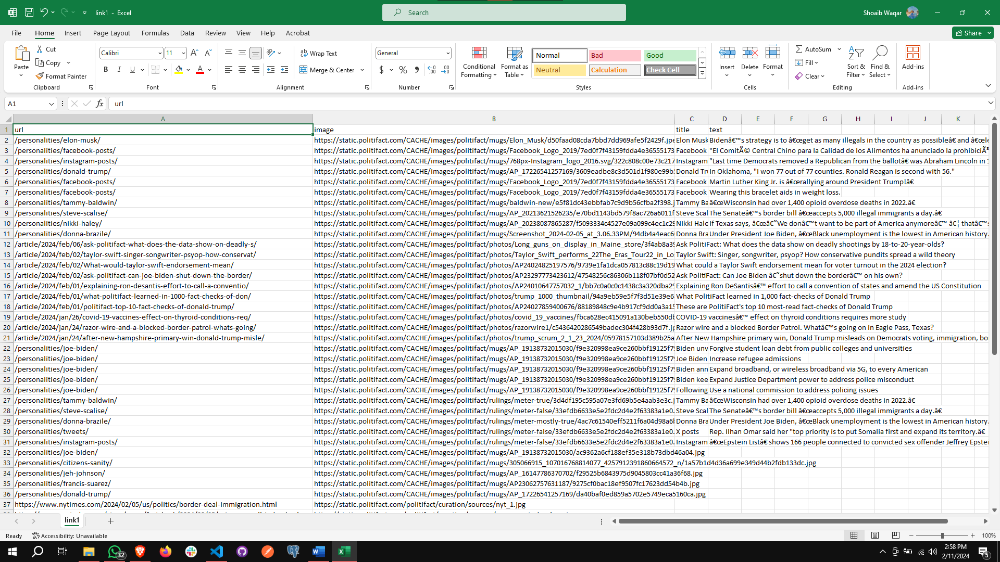 link1 - Excel
Search
Shoaib Waqar
File Home Insert Page Layout Formulas Data Review View Help Acrobat
Share
Paste
Cut
Copy
Format Painter
Clipboard
Calibri 11
B I U
Font
Wrap Text
Merge & Center
Alignment
General
$ % ,
Number
Conditional Formatting
Format as Table
Normal Bad Good
Neutral Calculation Check Cell
Styles
Insert Delete Format
Cells
AutoSum
Fill
Clear
Sort & Filter
Find & Select
Editing
Add-ins
Add-ins
A1 fx url
A B C D E F G H I J K
1 url image title text
2 /personalities/elon-musk/ https://static.politifact.com/CACHE/images/politifact/mugs/Elon_Musk/d50faad08cda7bbd7dd969afe5f2429f.jpe Elon Musk Bidenâ€™s strategy is to â€œget as many illegals in the country as possibleâ€ and â€œle
3 /personalities/facebook-posts/ https://static.politifact.com/CACHE/images/politifact/mugs/Facebook_Logo_2019/7ed0f7f43159fdda4e36555173 Facebook "El ComitÃ© Central Chino para la Calidad de los Alimentos ha anunciado la prohibiciÃ
4 /personalities/instagram-posts/ https://static.politifact.com/CACHE/images/politifact/mugs/768px-Instagram_logo_2016.svg/322c808c00e73c217 Instagram "Last time Democrats removed a Republican from the ballotâ€ was Abraham Lincoln in 1
5 /personalities/donald-trump/ https://static.politifact.com/CACHE/images/politifact/mugs/AP_17226541257169/3609eadbe8c3d501d1f980e99b5 Donald Tru In Oklahoma, "I won 77 out of 77 counties. Ronald Reagan is second with 56."
6 /personalities/facebook-posts/ https://static.politifact.com/CACHE/images/politifact/mugs/Facebook_Logo_2019/7ed0f7f43159fdda4e36555173 Facebook Martin Luther King Jr. is â€œrallying around President Trump!â€
7 /personalities/facebook-posts/ https://static.politifact.com/CACHE/images/politifact/mugs/Facebook_Logo_2019/7ed0f7f43159fdda4e36555173 Facebook Wearing this bracelet aids in weight loss.
8 /personalities/tammy-baldwin/ https://static.politifact.com/CACHE/images/politifact/mugs/baldwin-new/e5f81dc43ebbfab7c9d9b56cfba2f398.j Tammy Ba â€œWisconsin had over 1,400 opioid overdose deaths in 2022.â€
9 /personalities/steve-scalise/ https://static.politifact.com/CACHE/images/politifact/mugs/AP_20213621526235/e70bd1143bd579f8ac726a6011f Steve Scal The Senateâ€™s border bill â€œaccepts 5,000 illegal immigrants a day.â€
10 /personalities/nikki-haley/ https://static.politifact.com/CACHE/images/politifact/mugs/AP_20238087865287/f5093334c4527e09a099c4ec1c29 Nikki Hale If Texas says, â€œâ€˜We donâ€™t want to be part of America anymoreâ€™ â€¦ thatâ€™s
11 /personalities/donna-brazile/ https://static.politifact.com/CACHE/images/politifact/mugs/Screenshot_2024-02-05_at_3.06.33PM/94db4a4eac6 Donna Bra Under President Joe Biden, â€œBlack unemployment is the lowest in American history.
12 /article/2024/feb/06/ask-politifact-what-does-the-data-show-on-deadly-s/ https://static.politifact.com/CACHE/images/politifact/photos/Long_guns_on_display_in_Maine_store/3f4ab8a39 Ask PolitiFact: What does the data show on deadly shootings by 18-to-20-year-olds?
13 /article/2024/feb/02/taylor-swift-singer-songwriter-psyop-how-conservat/ https://static.politifact.com/CACHE/images/politifact/photos/Taylor_Swift_performs_22The_Eras_Tour22_in_Lo Taylor Swift: Singer, songwriter, psyop? How conservative pundits spread a wild theory
14 /article/2024/feb/02/What-would-taylor-swift-endorsement-mean/ https://static.politifact.com/CACHE/images/politifact/photos/AP24024825197576/9739e1fa1dca057813c88c19d19 What could a Taylor Swift endorsement mean for voter turnout in the 2024 election?
15 /article/2024/feb/02/ask-politifact-can-joe-biden-shut-down-the-border/ https://static.politifact.com/CACHE/images/politifact/photos/AP23297773423612/47548256c86306b118f07bf0d52 Ask PolitiFact: Can Joe Biden â€˜shut down the borderâ€™ on his own?
16 /article/2024/feb/01/explaining-ron-desantis-effort-to-call-a-conventio/ https://static.politifact.com/CACHE/images/politifact/photos/AP24010647757032_1/bb7c0a0c0c1438c3a320dba29 Explaining Ron DeSantisâ€™ effort to call a convention of states and amend the US Constitution
17 /article/2024/feb/01/what-politifact-learned-in-1000-fact-checks-of-don/ https://static.politifact.com/CACHE/images/politifact/photos/trump_1000_thumbnail/94a9eb59e5f7f3d51e39e6 What PolitiFact learned in 1,000 fact-checks of Donald Trump
18 /article/2024/feb/01/politifact-top-10-fact-checks-of-donald-trump/ https://static.politifact.com/CACHE/images/politifact/photos/AP24027859400676/88189848c9e4b917cf9dd0a3a15 These are PolitiFact's top 10 most-read fact-checks of Donald Trump
19 /article/2024/jan/26/covid-19-vaccines-effect-on-thyroid-conditions-req/ https://static.politifact.com/CACHE/images/politifact/photos/covid_19_vaccines/fbca628ec415091a130beb550db COVID-19 vaccinesâ€™ effect on thyroid conditions requires more study
20 /article/2024/jan/24/razor-wire-and-a-blocked-border-patrol-whats-going/ https://static.politifact.com/CACHE/images/politifact/photos/razorwire1/c5436420286549badec304f428b93d7f.jp Razor wire and a blocked Border Patrol. Whatâ€™s going on in Eagle Pass, Texas?
21 /article/2024/jan/24/after-new-hampshire-primary-win-donald-trump-misle/ https://static.politifact.com/CACHE/images/politifact/photos/trump_scrum_2_1_23_2024/05978157103d389b25a After New Hampshire primary win, Donald Trump misleads on Democrats voting, immigration, bo
22 /personalities/joe-biden/ https://static.politifact.com/CACHE/images/politifact/mugs/AP_19138732015030/f9e320998ea9ce260bbf19125f79 Biden unv Forgive student loan debt from public colleges and universities
23 /personalities/joe-biden/ https://static.politifact.com/CACHE/images/politifact/mugs/AP_19138732015030/f9e320998ea9ce260bbf19125f79 Joe Biden Increase refugee admissions
24 /personalities/joe-biden/ https://static.politifact.com/CACHE/images/politifact/mugs/AP_19138732015030/f9e320998ea9ce260bbf19125f79 Biden ann Expand broadband, or wireless broadband via 5G, to every American
25 /personalities/joe-biden/ https://static.politifact.com/CACHE/images/politifact/mugs/AP_19138732015030/f9e320998ea9ce260bbf19125f79 Biden kee Expand Justice Department power to address police misconduct
26 /personalities/joe-biden/ https://static.politifact.com/CACHE/images/politifact/mugs/AP_19138732015030/f9e320998ea9ce260bbf19125f79 Following Use a national commission to address policing issues
27 /personalities/tammy-baldwin/ https://static.politifact.com/CACHE/images/politifact/rulings/meter-true/3d4df195c595a07e3fd69b5e4aab3e3c.j Tammy Ba â€œWisconsin had over 1,400 opioid overdose deaths in 2022.â€
28 /personalities/steve-scalise/ https://static.politifact.com/CACHE/images/politifact/rulings/meter-false/33efdb6633e5e2fdc2d4e2f63383a1e0. Steve Scal The Senateâ€™s border bill â€œaccepts 5,000 illegal immigrants a day.â€
29 /personalities/donna-brazile/ https://static.politifact.com/CACHE/images/politifact/rulings/meter-mostly-true/4ac7c61540eff5211f6a04d98a6b Donna Bra Under President Joe Biden, â€œBlack unemployment is the lowest in American history.
30 /personalities/tweets/ https://static.politifact.com/CACHE/images/politifact/rulings/meter-false/33efdb6633e5e2fdc2d4e2f63383a1e0. X posts Rep. Ilhan Omar said her "top priority is to put Somalia first and expand its territory.â€
31 /personalities/instagram-posts/ https://static.politifact.com/CACHE/images/politifact/rulings/meter-false/33efdb6633e5e2fdc2d4e2f63383a1e0. Instagram â€œEpstein Listâ€ shows 166 people connected to convicted sex offender Jeffrey Epstei
32 /personalities/joe-biden/ https://static.politifact.com/CACHE/images/politifact/mugs/AP_19138732015030/ac9362a6cf188ef35e318b73dbd46a04.jpg
33 /personalities/citizens-sanity/ https://static.politifact.com/CACHE/images/politifact/mugs/305066915_107016768814077_4257912391860664572_n/1a57b1d4d36a699e349d44b2fdb133dc.jpg
34 /personalities/jeh-johnson/ https://static.politifact.com/CACHE/images/politifact/mugs/AP_16147786370702/f29525b6843975d9045803cc41a36f68.jpg
35 /personalities/francis-suarez/ https://static.politifact.com/CACHE/images/politifact/mugs/AP23062757631187/9275cf0bac18ef9507fc17623dd54b4b.jpg
36 /personalities/donald-trump/ https://static.politifact.com/CACHE/images/politifact/mugs/AP_17226541257169/da40baf0ed859a5702e5749eca5160ca.jpg
37 https://www.nytimes.com/2024/02/05/us/politics/border-deal-immigration.html https://static.politifact.com/politifact/curation/sources/nyt_1.jpg
link1
Ready Accessibility: Unavailable 100%
32
2:58 PM
2/11/2024
5